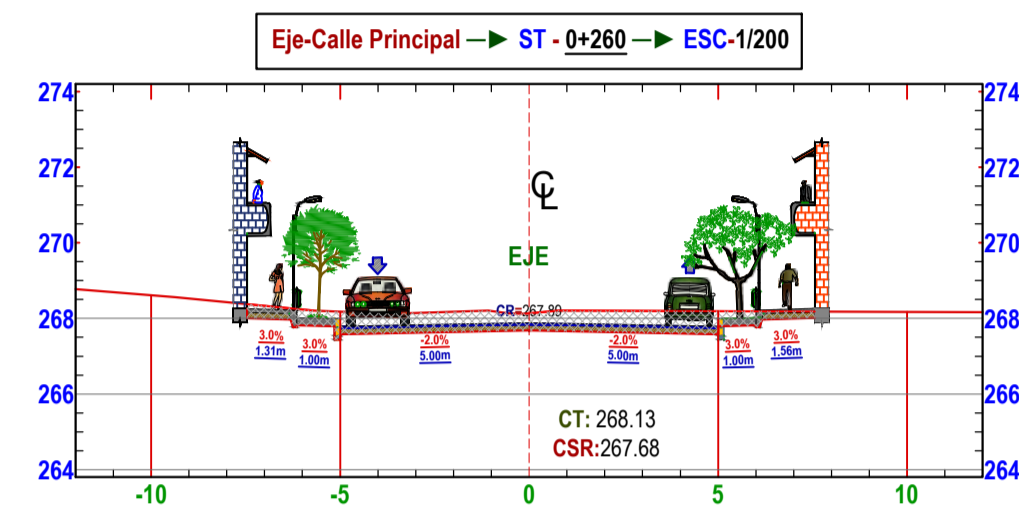 Eje-Calle Principal → ST - 0+260 → ESC-1/200
274 274
272 272
270 270
EJE
CR=267.89
268 268
3.0% 3.0% -2.0% -2.0% 3.0% 3.0%
1.31m 1.00m 5.00m 5.00m 1.00m 1.56m
266 266
CT: 268.13
CSR:267.68
264 264
-10 -5 0 5 10